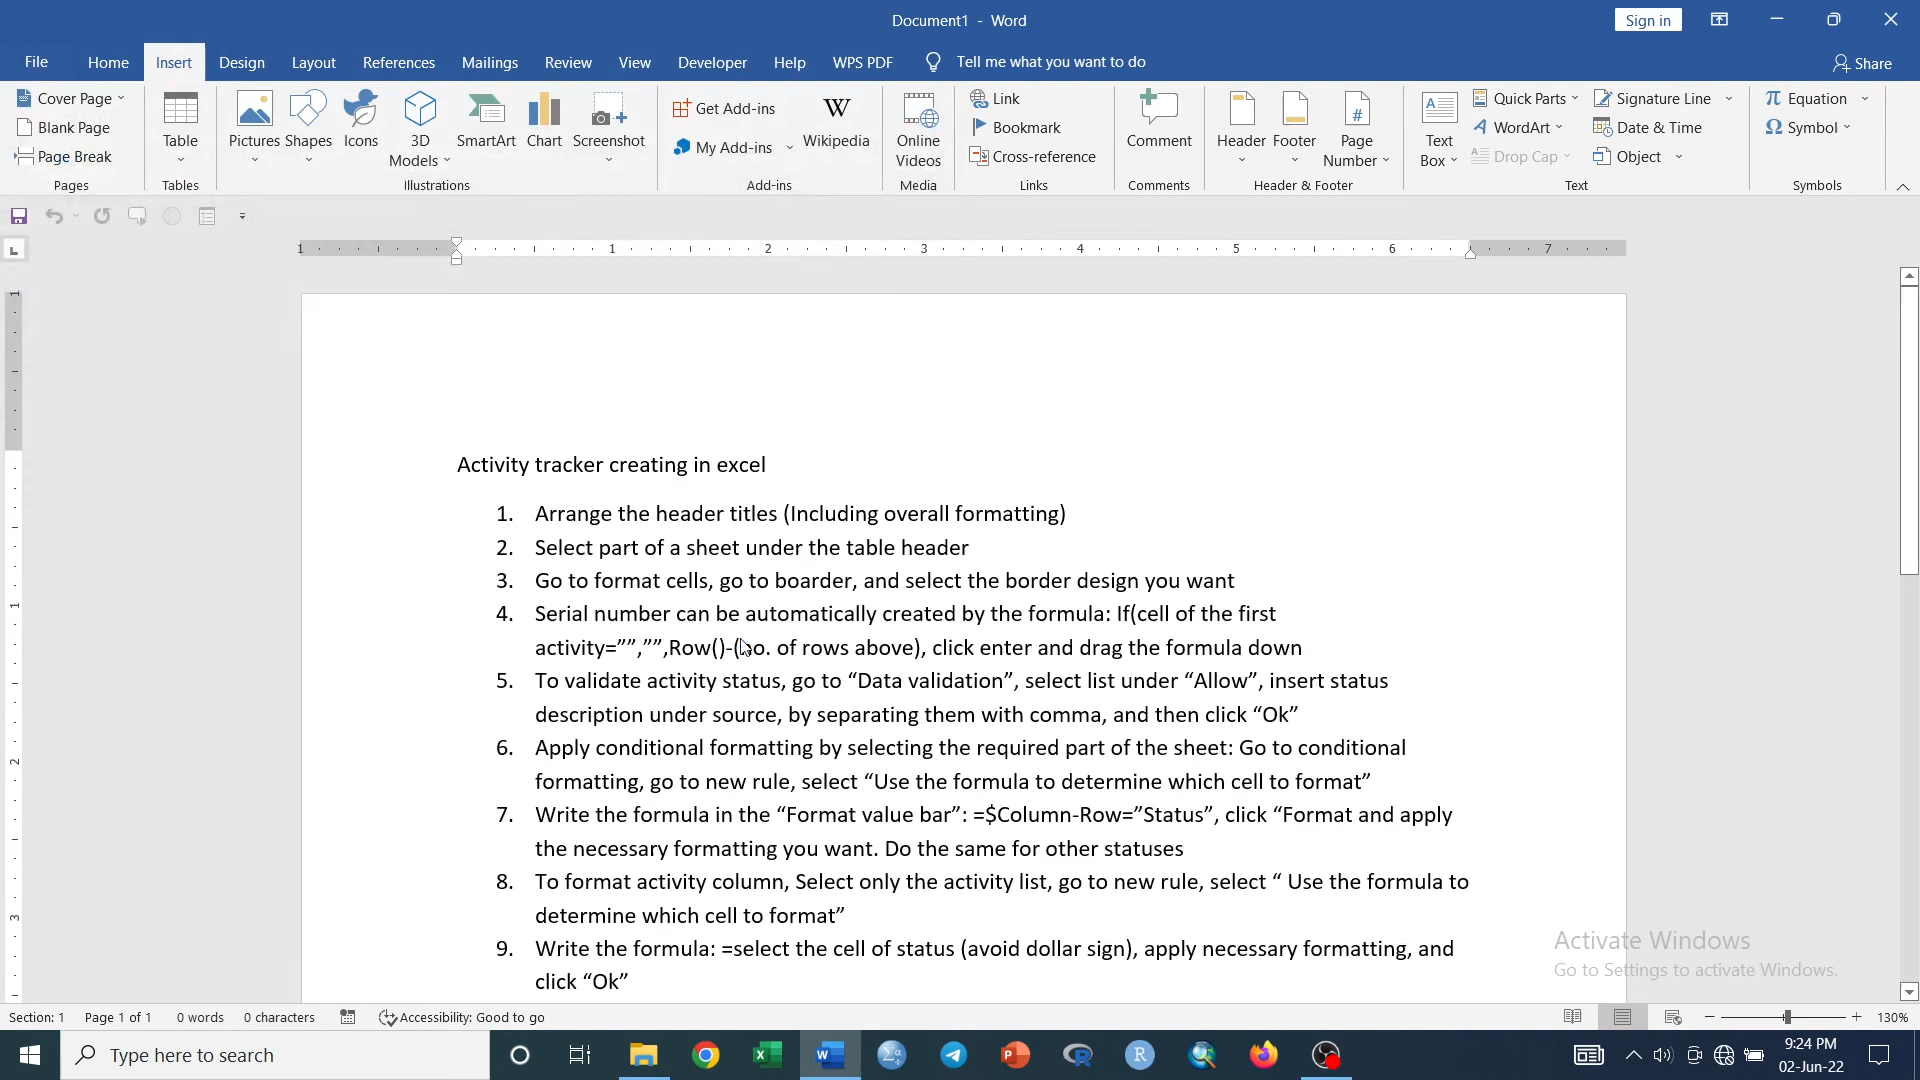 Document1 - Word
Sign in
File Home Insert Design Layout References Mailings Review View Developer Help WPS PDF Tell me what you want to do Share
Cover Page
Blank Page
Page Break
Pages
Table
Tables
Pictures Shapes Icons 3D Models SmartArt Chart Screenshot
Illustrations
Get Add-ins
My Add-ins
Wikipedia
Add-ins
Online Videos
Media
Link
Bookmark
Cross-reference
Links
Comment
Comments
Header Footer Page Number
Header & Footer
Text Box
Quick Parts
WordArt
Drop Cap
Signature Line
Date & Time
Object
Text
Equation
Symbol
Symbols
1 1 2 3 4 5 6 7
1
1
2
3
Activity tracker creating in excel
1. Arrange the header titles (Including overall formatting)
2. Select part of a sheet under the table header
3. Go to format cells, go to boarder, and select the border design you want
4. Serial number can be automatically created by the formula: If(cell of the first
activity=””,””,Row()-(no. of rows above), click enter and drag the formula down
5. To validate activity status, go to “Data validation”, select list under “Allow”, insert status
description under source, by separating them with comma, and then click “Ok”
6. Apply conditional formatting by selecting the required part of the sheet: Go to conditional
formatting, go to new rule, select “Use the formula to determine which cell to format”
7. Write the formula in the “Format value bar”: =$Column-Row=”Status”, click “Format and apply
the necessary formatting you want. Do the same for other statuses
8. To format activity column, Select only the activity list, go to new rule, select “ Use the formula to
determine which cell to format”
9. Write the formula: =select the cell of status (avoid dollar sign), apply necessary formatting, and
click “Ok”
Activate Windows
Go to Settings to activate Windows.
Section: 1 Page 1 of 1 0 words 0 characters Accessibility: Good to go 130%
Type here to search
9:24 PM
02-Jun-22